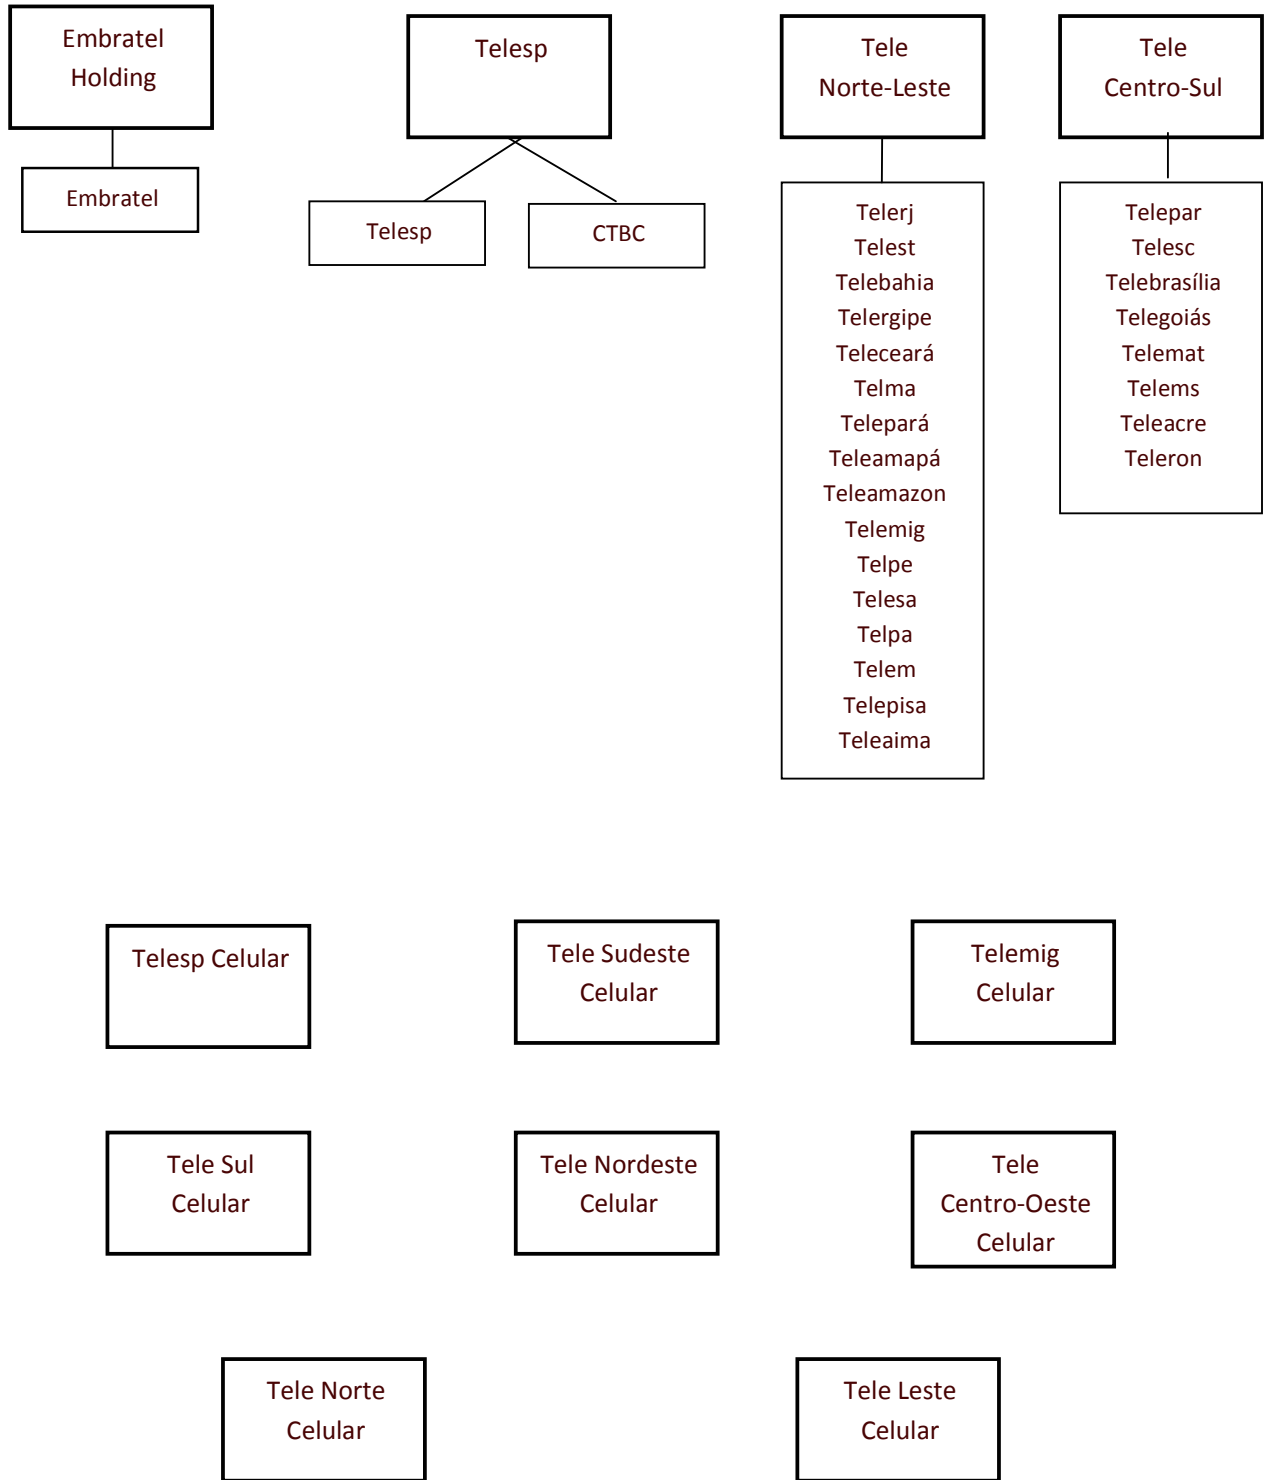 Embratel
Holding
Embratel
Telesp
Telesp
CTBC
Tele
Norte-Leste
Telerj
Telest
Telebahia
Telergipe
Teleceará
Telma
Telepará
Teleamapá
Teleamazon
Telemig
Telpe
Telesa
Telpa
Telem
Telepisa
Teleaima
Tele
Centro-Sul
Telepar
Telesc
Telebrasília
Telegoiás
Telemat
Telems
Teleacre
Teleron
Telesp Celular
Tele Sudeste
Celular
Telemig
Celular
Tele Sul
Celular
Tele Nordeste
Celular
Tele
Centro-Oeste
Celular
Tele Norte
Celular
Tele Leste
Celular